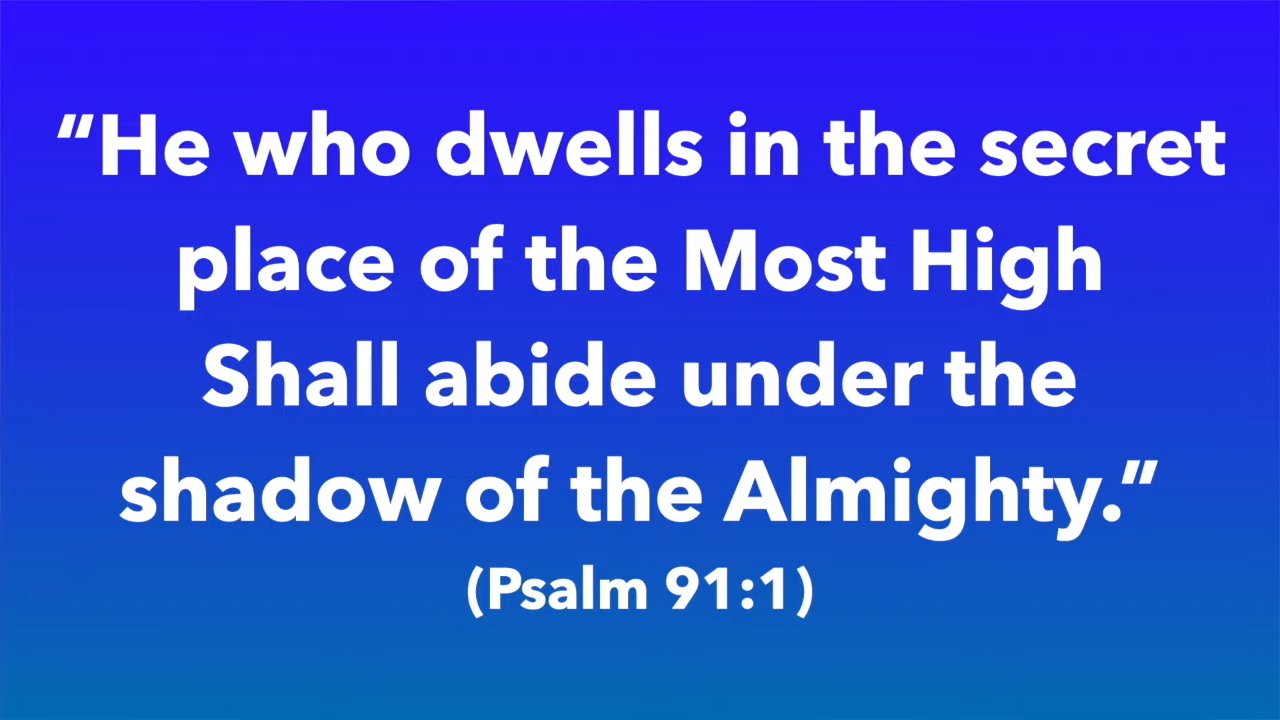 “He who dwells in the secret
place of the Most High
Shall abide under the
shadow of the Almighty.”
(Psalm 91:1)